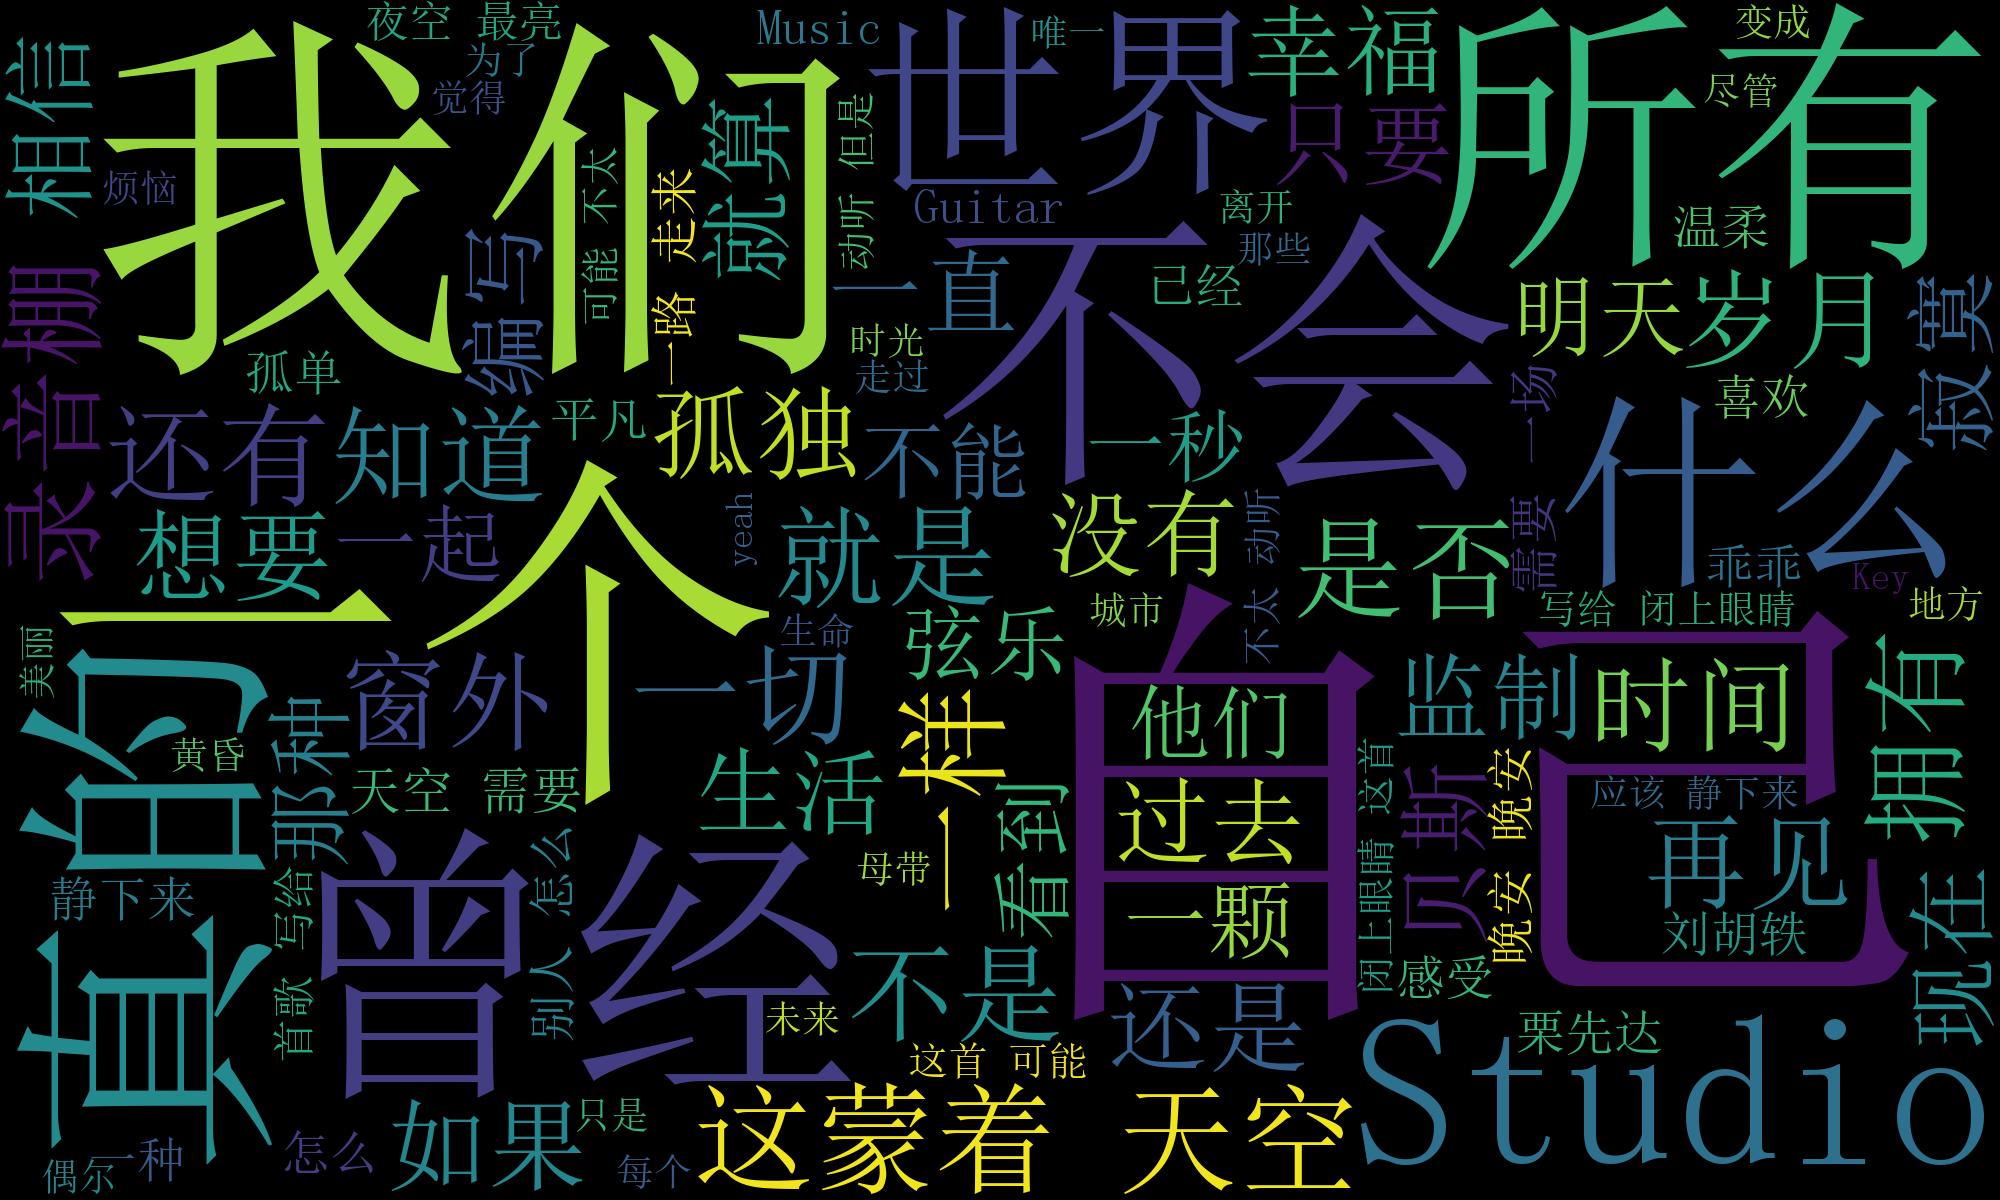 夜空 最亮
为了
觉得
Music
唯一
世界
幸福
所有
变成
尽管
相信
我们
烦恼
可能 不太
一路 走来
就算
但是
动听
Guitar
只要
离开
那些
已经
温柔
录音棚
编写
孤单
一直
时光
走过
不会
明天
岁月
喜欢
寂寞
还有
知道
平凡
孤独
不能
一秒
一场
需要
什么
想要
一起
一个
yeah
就是
没有
不太 动听
是否
乖乖
Key
城市
写给 闭上眼睛
地方
美丽
真的
黄昏
那种
窗外
生命
一切
弦乐
自己
他们
过去
一颗
监制
时间
拥有
天空 需要
生活
一样
看到
闭上眼睛 这首
贝斯
晚安 晚安
应该 静下来
再见
刘胡轶
母带
静下来
首歌 写给
曾经
别人 怎么
未来
不是
还是
感受
现在
栗先达
这首 可能
Studio
偶尔
一种
怎么
如果
只是
每个
这蒙着 天空